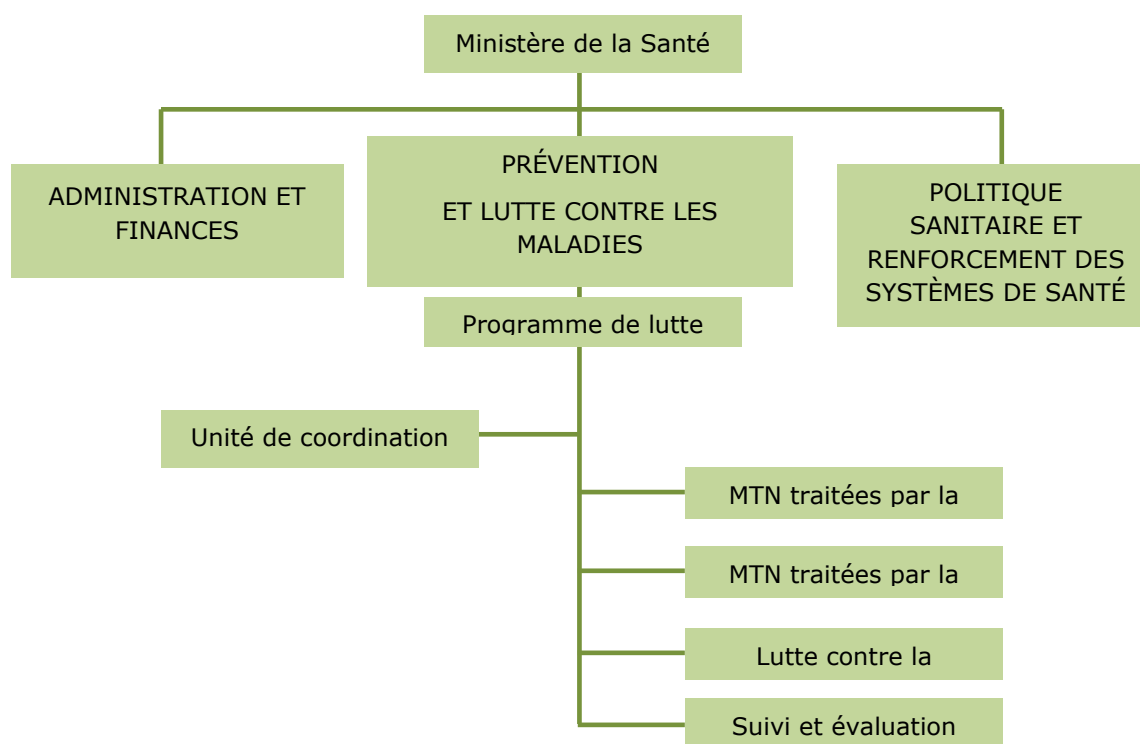 Ministère de la Santé
ADMINISTRATION ET
FINANCES
PRÉVENTION
ET LUTTE CONTRE LES
MALADIES
POLITIQUE
SANITAIRE ET
RENFORCEMENT DES
SYSTÈMES DE SANTÉ
Programme de lutte
Unité de coordination
MTN traitées par la
MTN traitées par la
Lutte contre la
Suivi et évaluation